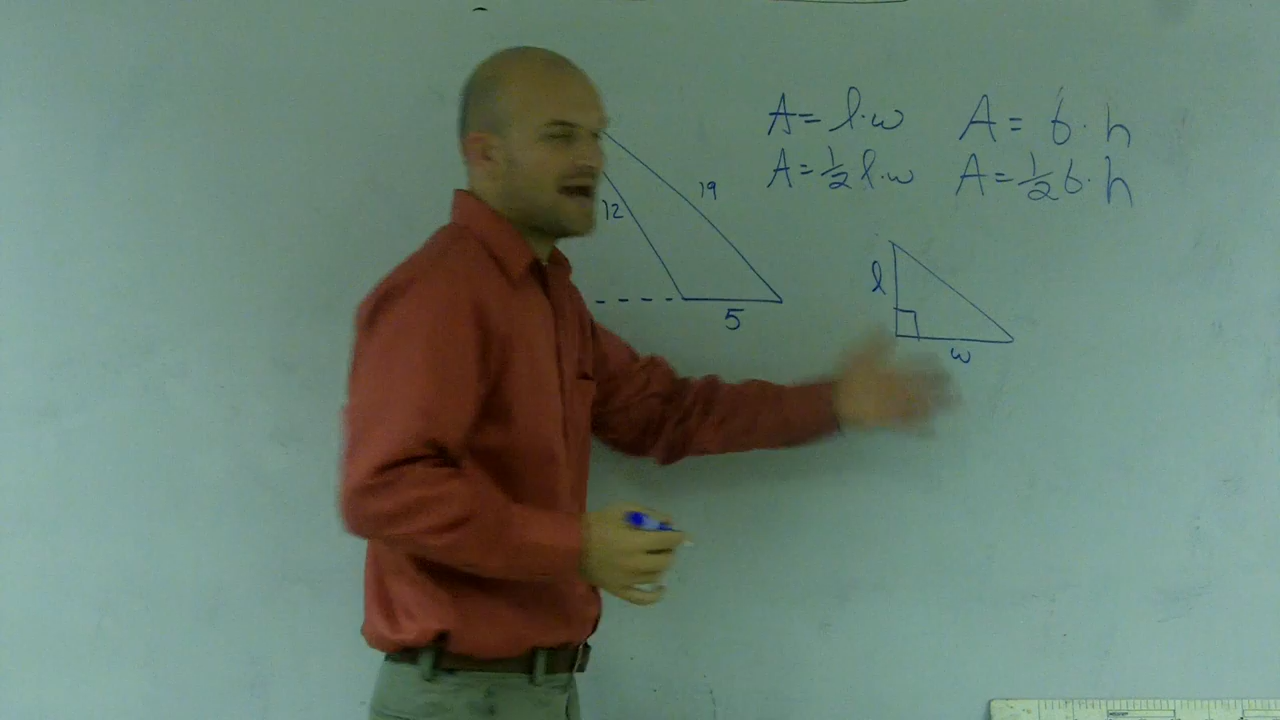 A = l·w A = b·h
A = 1/2 l·w A = 1/2 b·h
12
19
5
l
w